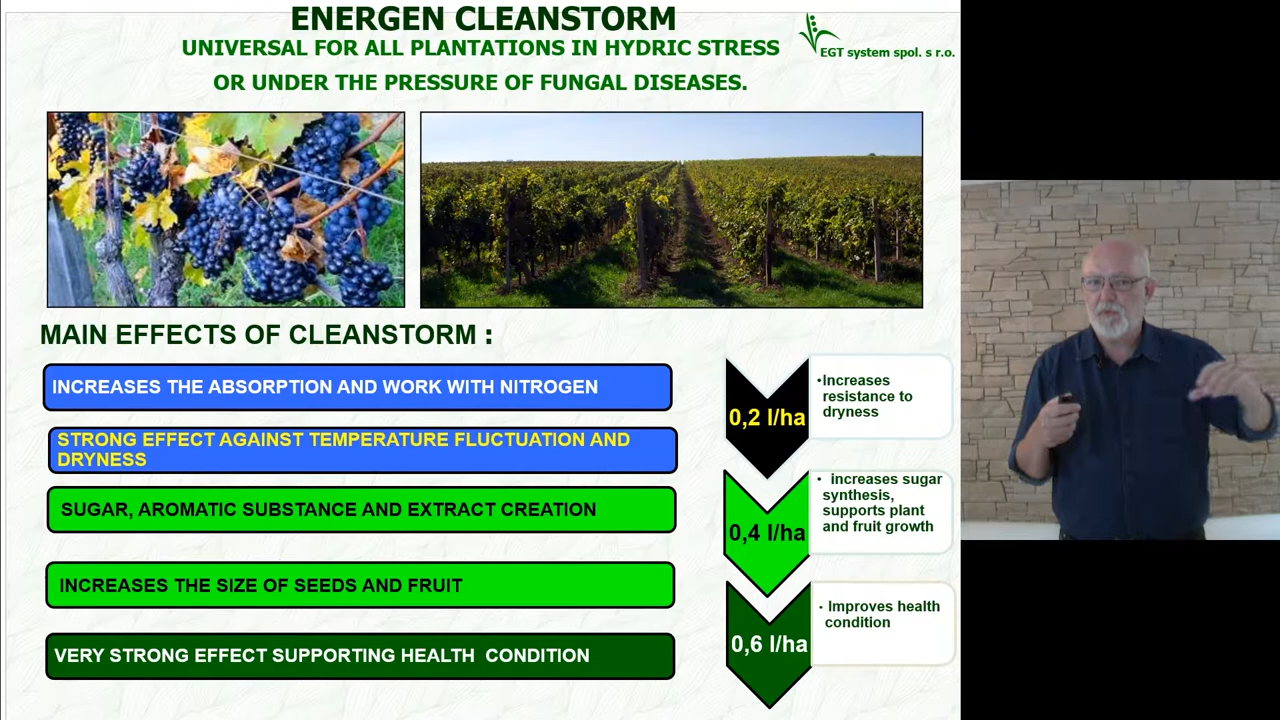 ENERGEN CLEANSTORM
UNIVERSAL FOR ALL PLANTATIONS IN HYDRIC STRESS
OR UNDER THE PRESSURE OF FUNGAL DISEASES.
EGT system spol. s r.o.
MAIN EFFECTS OF CLEANSTORM :
INCREASES THE ABSORPTION AND WORK WITH NITROGEN
STRONG EFFECT AGAINST TEMPERATURE FLUCTUATION AND
DRYNESS
SUGAR, AROMATIC SUBSTANCE AND EXTRACT CREATION
INCREASES THE SIZE OF SEEDS AND FRUIT
VERY STRONG EFFECT SUPPORTING HEALTH CONDITION
0,2 l/ha
•Increases
resistance to
dryness
0,4 l/ha
• increases sugar
synthesis,
supports plant
and fruit growth
0,6 l/ha
• Improves health
condition